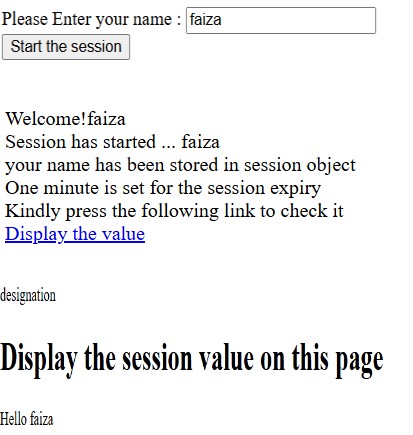 Please Enter your name : faiza
Start the session
Welcome!faiza
Session has started ... faiza
your name has been stored in session object
One minute is set for the session expiry
Kindly press the following link to check it
Display the value
designation
Display the session value on this page
Hello faiza